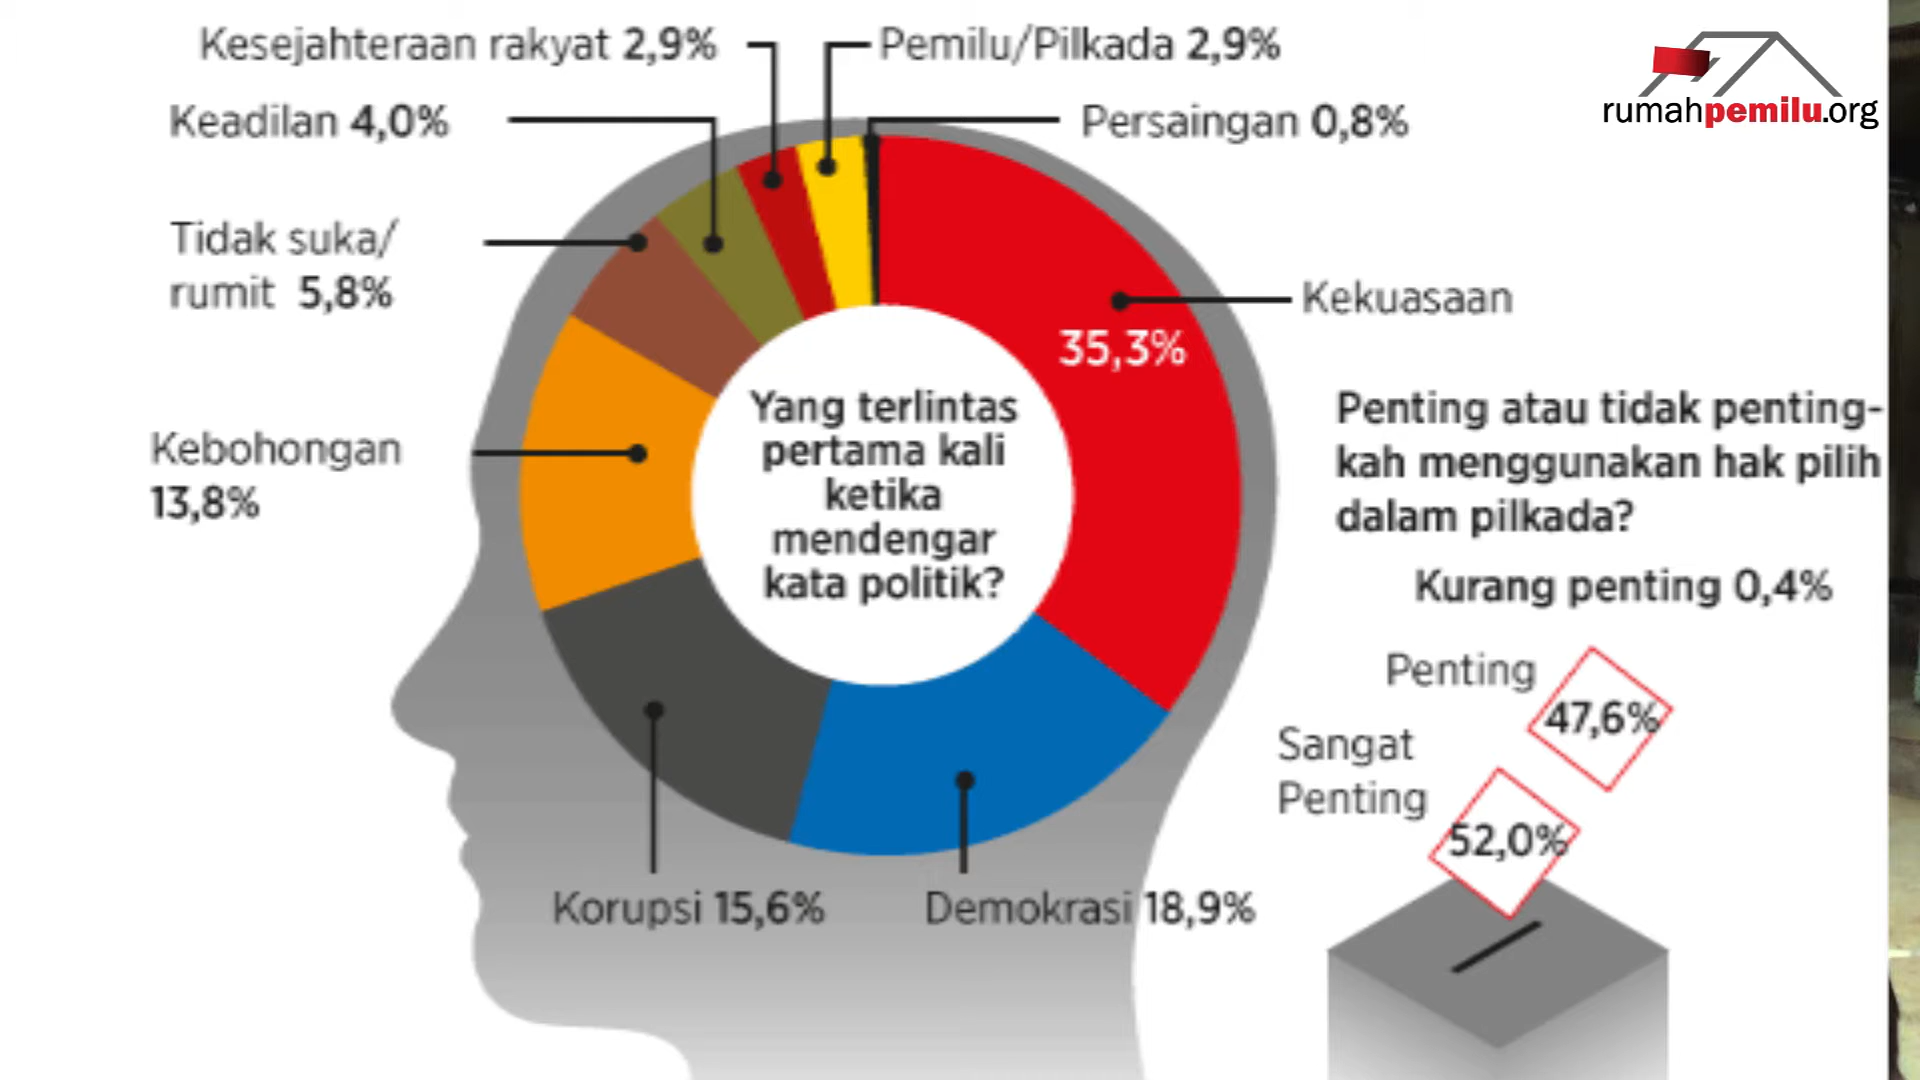 Kesejahteraan rakyat 2,9%
Pemilu/Pilkada 2,9%
rumahpemilu.org
Keadilan 4,0%
Persaingan 0,8%
Tidak suka/
rumit 5,8%
Kekuasaan
35,3%
Kebohongan
13,8%
Yang terlintas
pertama kali
ketika
mendengar
kata politik?
Korupsi 15,6%
Demokrasi 18,9%
Penting atau tidak penting-
kah menggunakan hak pilih
dalam pilkada?
Kurang penting 0,4%
Penting
47,6%
Sangat
Penting
52,0%